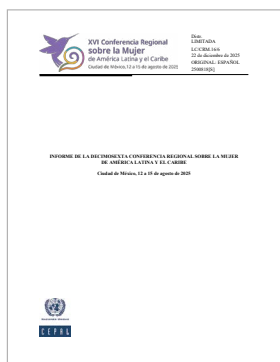 XVI Conferencia Regional
sobre la Mujer
de América Latina y el Caribe
Ciudad de México, 12 a 15 de agosto de 2025
Distr.
LIMITADA
LC/CRM.16/6
22 de diciembre de 2025
ORIGINAL: ESPAÑOL
2500818[S]
INFORME DE LA DECIMOSEXTA CONFERENCIA REGIONAL SOBRE LA MUJER
DE AMÉRICA LATINA Y EL CARIBE
Ciudad de México, 12 a 15 de agosto de 2025
NACIONES UNIDAS
CEPAL